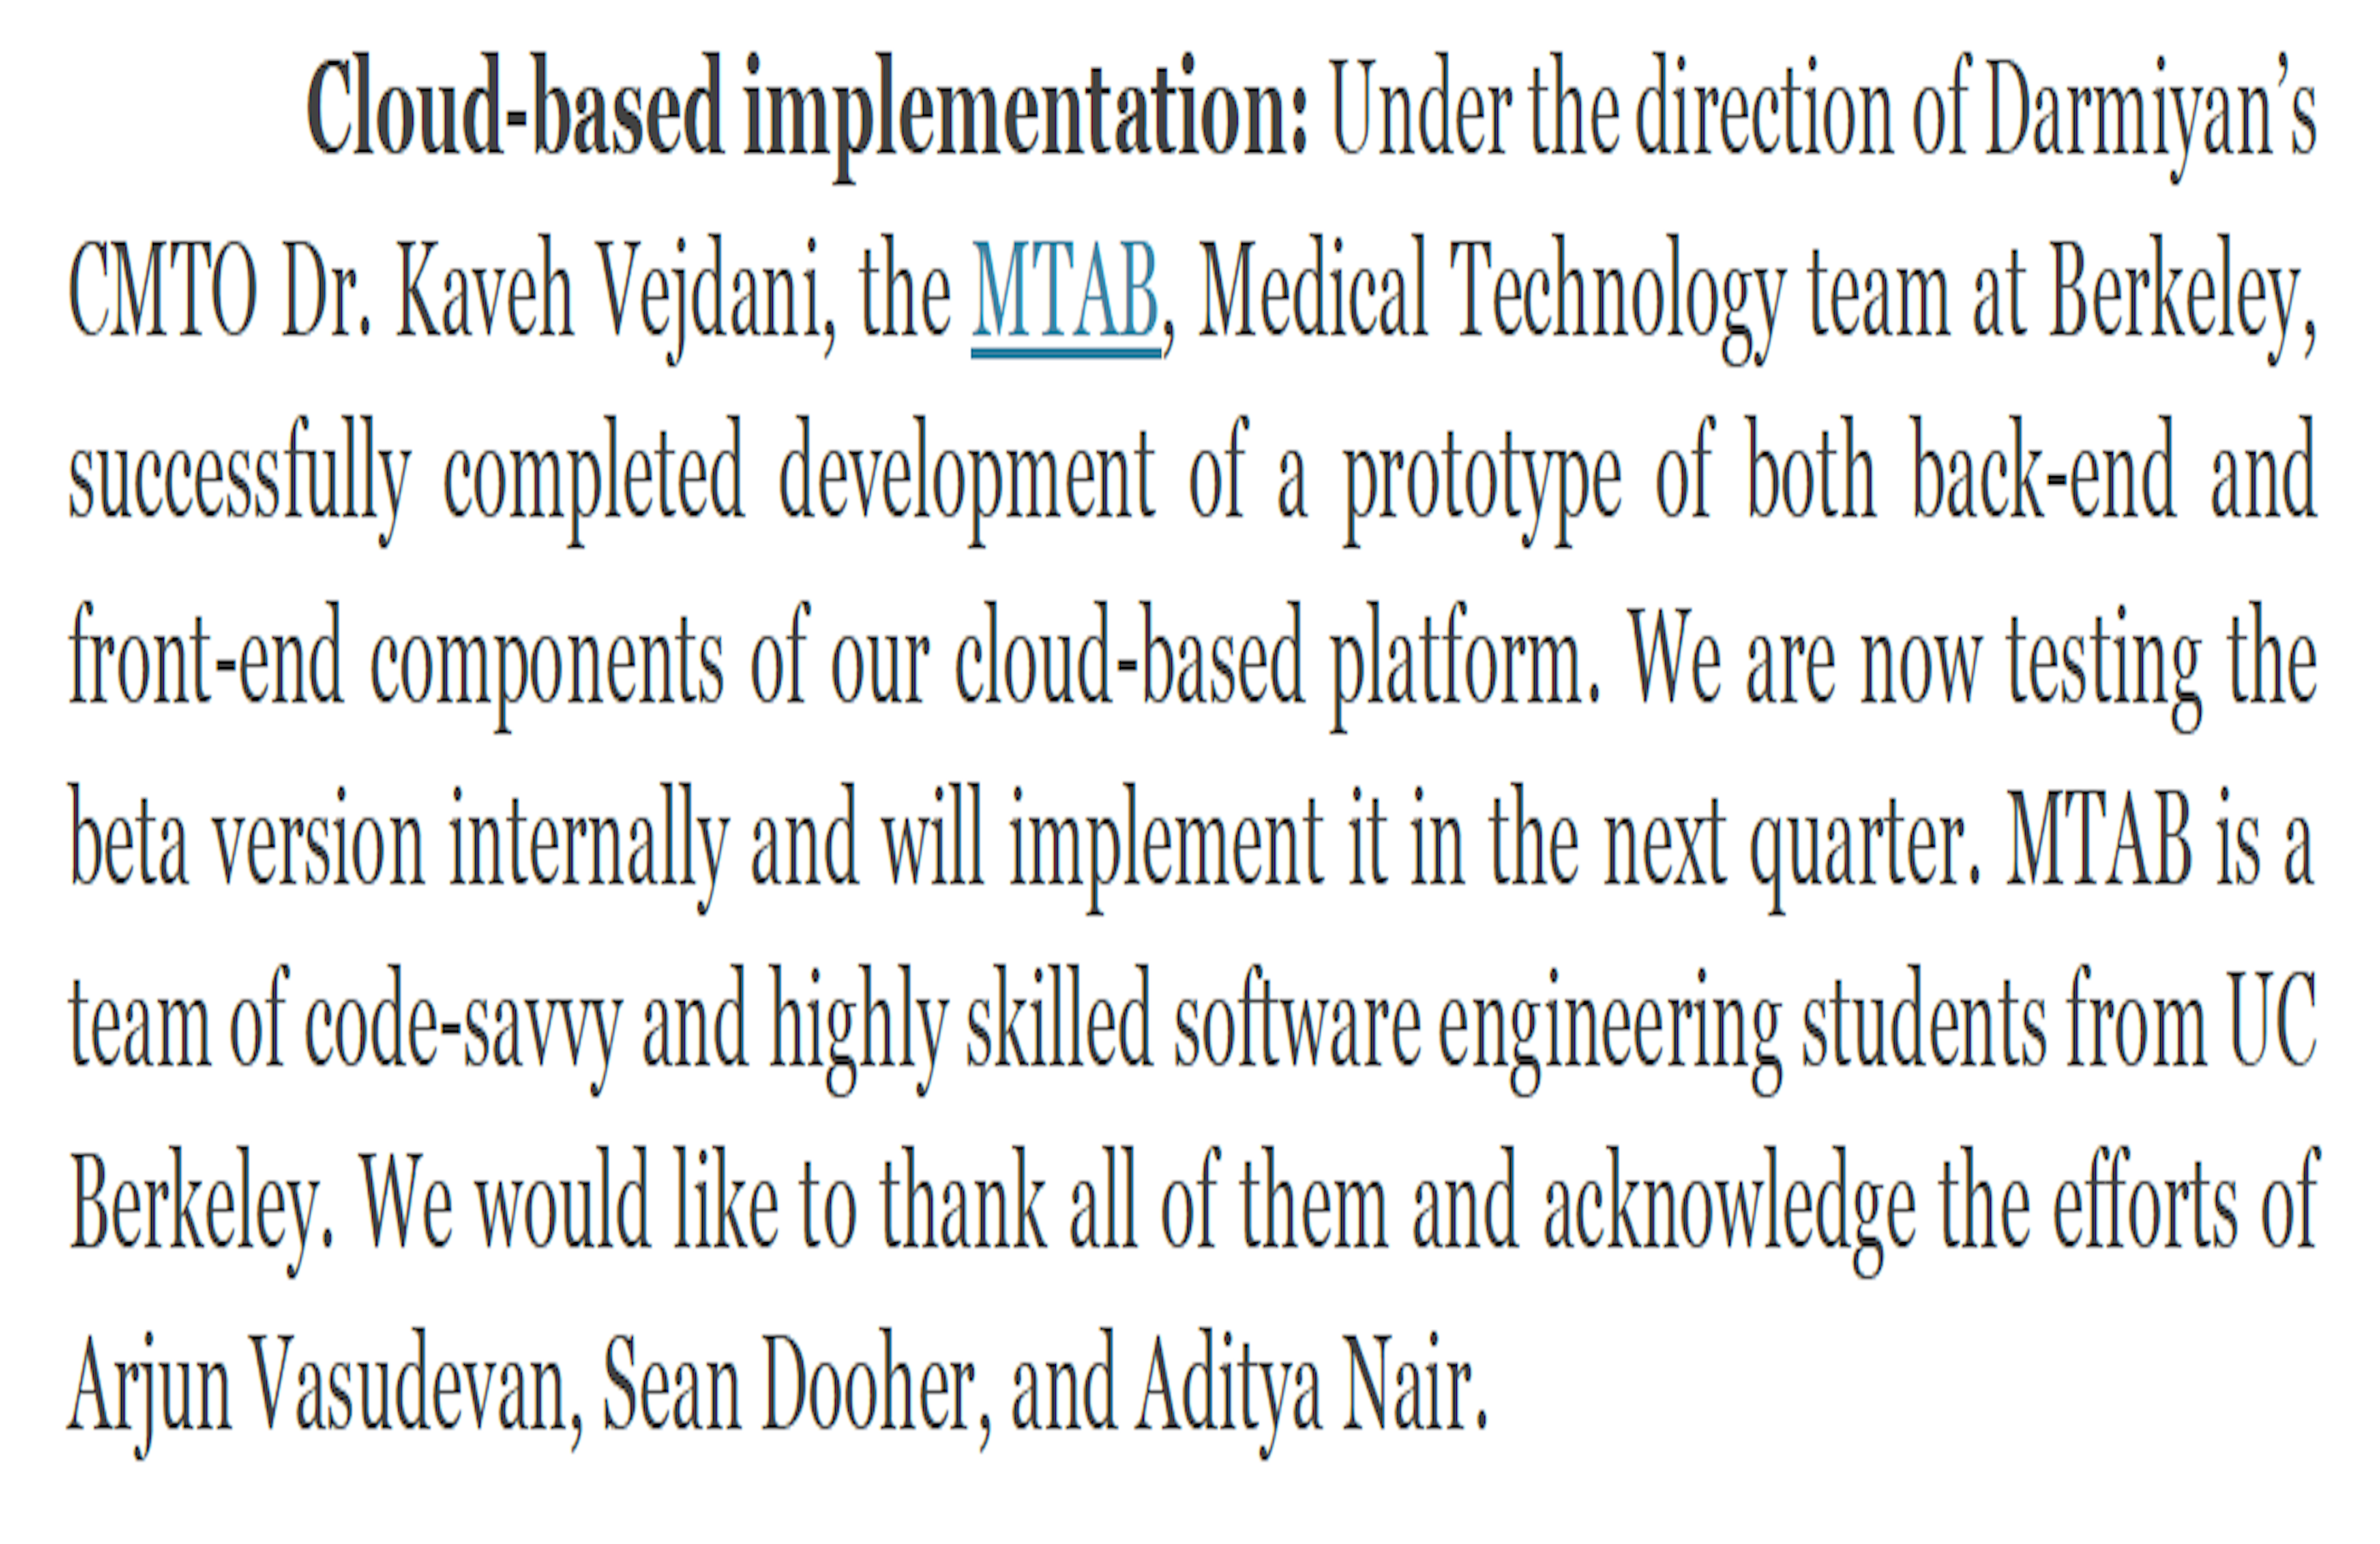 Cloud-based implementation: Under the direction of Darmiyan’s
CMTO Dr. Kaveh Vejdani, the MTAB, Medical Technology team at Berkeley,
successfully completed development of a prototype of both back-end and
front-end components of our cloud-based platform. We are now testing the
beta version internally and will implement it in the next quarter. MTAB is a
team of code-savvy and highly skilled software engineering students from UC
Berkeley. We would like to thank all of them and acknowledge the efforts of
Arjun Vasudevan, Sean Dooher, and Aditya Nair.